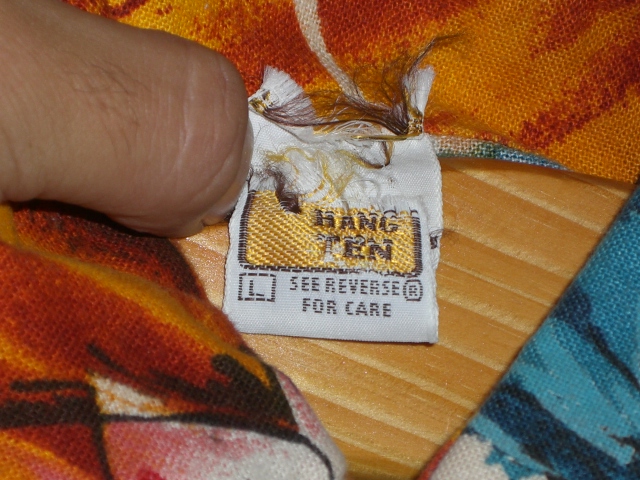 HANG
TEN
L SEE REVERSE®
FOR CARE